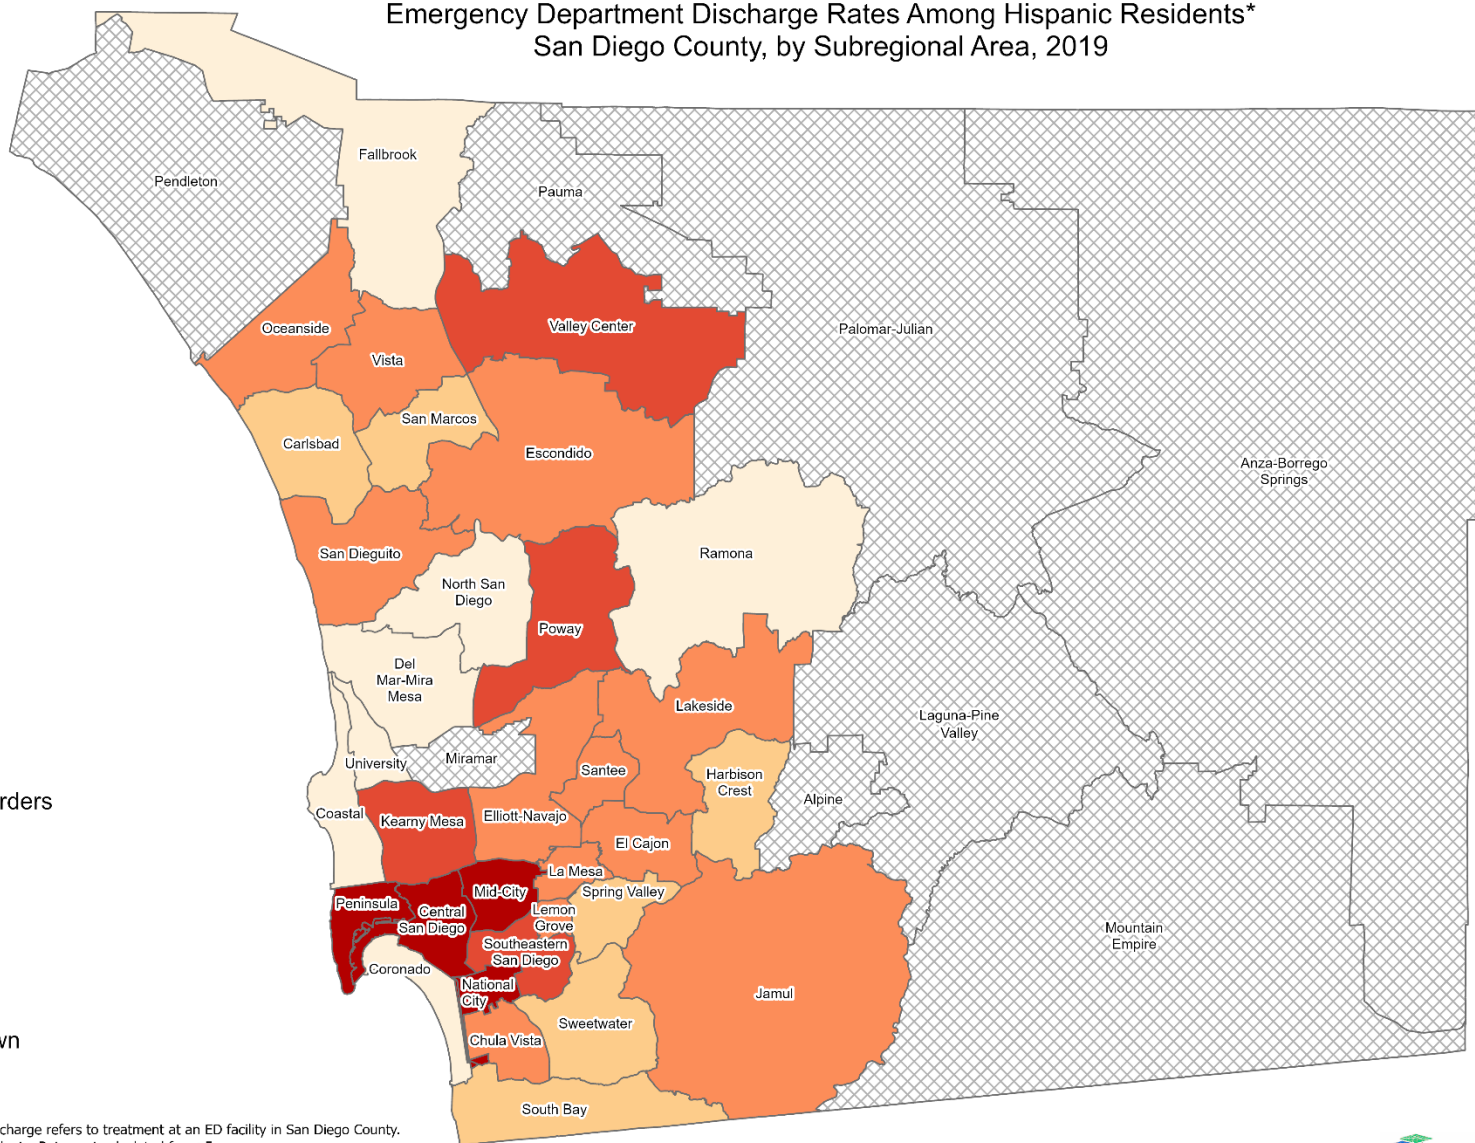 Emergency Department Discharge Rates Among Hispanic Residents*
San Diego County, by Subregional Area, 2019
Fallbrook
Pendleton
Pauma
Oceanside
Valley Center
Palomar-Julian
Vista
San Marcos
Carlsbad
Escondido
Anza-Borrego
Springs
San Dieguito
Ramona
North San
Diego
Poway
Del
Mar-Mira
Mesa
Lakeside
Laguna-Pine
Valley
University
Miramar
Santee
Harbison
Crest
Alpine
rders
Coastal
Kearny Mesa
Elliott-Navajo
El Cajon
La Mesa
Mid-City
Spring Valley
Peninsula
Central
San Diego
Lemon
Grove
Southeastern
San Diego
Mountain
Empire
Coronado
National
City
Jamul
Sweetwater
Chula Vista
wn
South Bay
charge refers to treatment at an ED facility in San Diego County.